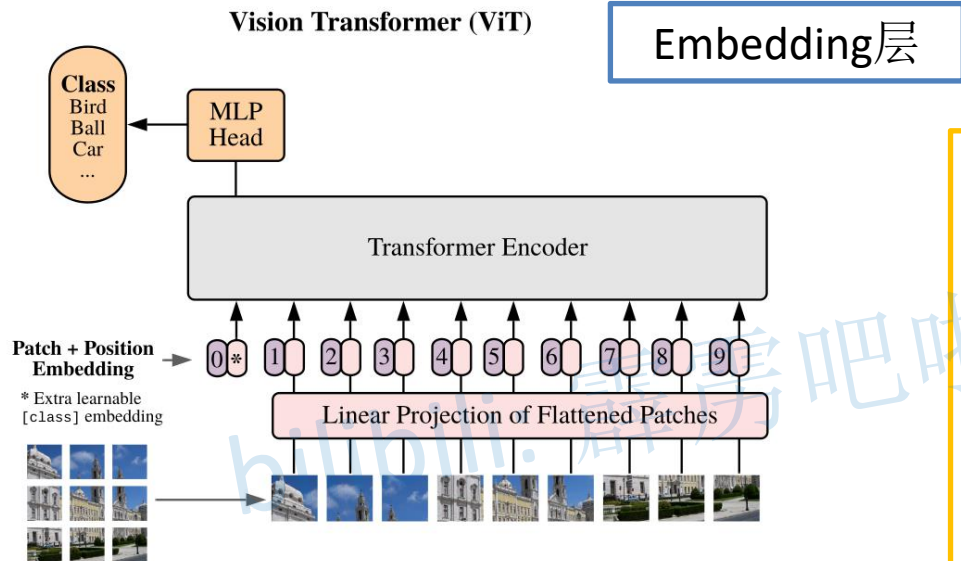 Vision Transformer (ViT)
Embedding层
Class
Bird
Ball
Car
...
MLP
Head
Transformer Encoder
Patch + Position
Embedding
0 * 1 2 3 4 5 6 7 8 9
* Extra learnable
[class] embedding
Linear Projection of Flattened Patches
bilibili: 霹雳吧啦